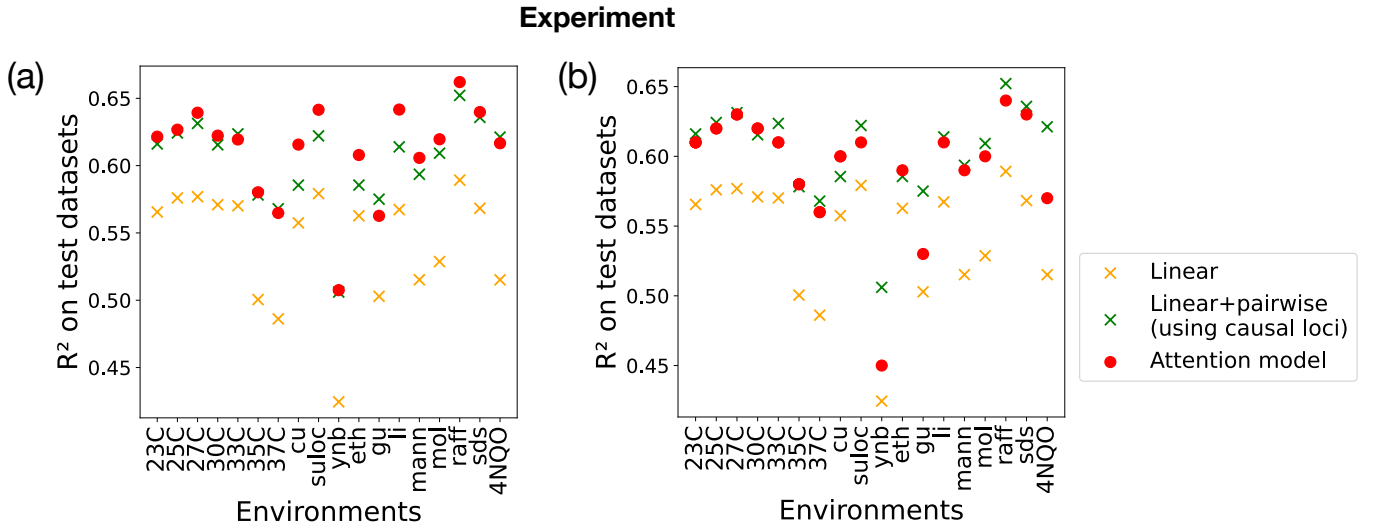 Experiment
(a)
R² on test datasets
0.65
0.60
0.55
0.50
0.45
23C
25C
27C
30C
33C
35C
37C
cu
suloc
ynb
eth
gu
li
mann
mol
raff
sds
4NQO
Environments
(b)
R² on test datasets
0.65
0.60
0.55
0.50
0.45
23C
25C
27C
30C
33C
35C
37C
cu
suloc
ynb
eth
gu
li
mann
mol
raff
sds
4NQO
Environments
Linear
Linear+pairwise
(using causal loci)
Attention model